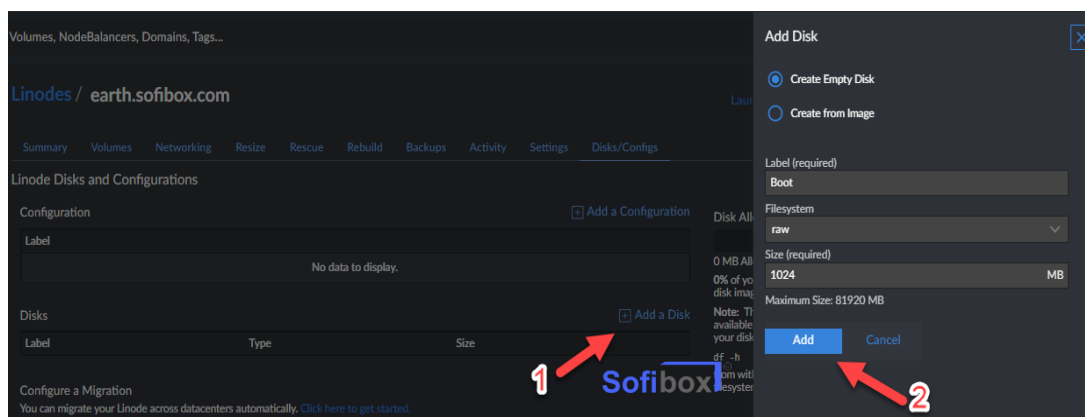 Volumes, NodeBalancers, Domains, Tags...
Linodes / earth.sofibox.com
Laun
Summary Volumes Networking Resize Rescue Rebuild Backups Activity Settings Disks/Configs
Linode Disks and Configurations
Configuration
Add a Configuration
Label
No data to display.
Disks
Add a Disk
Label Type Size
Configure a Migration
You can migrate your Linode across datacenters automatically. Click here to get started.
Disk All
0 MB All
0% of yo
disk imag
Note: Th
available
your disk
df -h
from with
filesystem
1
Sofibox
Add Disk
Create Empty Disk
Create from Image
Label (required)
Boot
Filesystem
raw
Size (required)
1024 MB
Maximum Size: 81920 MB
Add Cancel
2